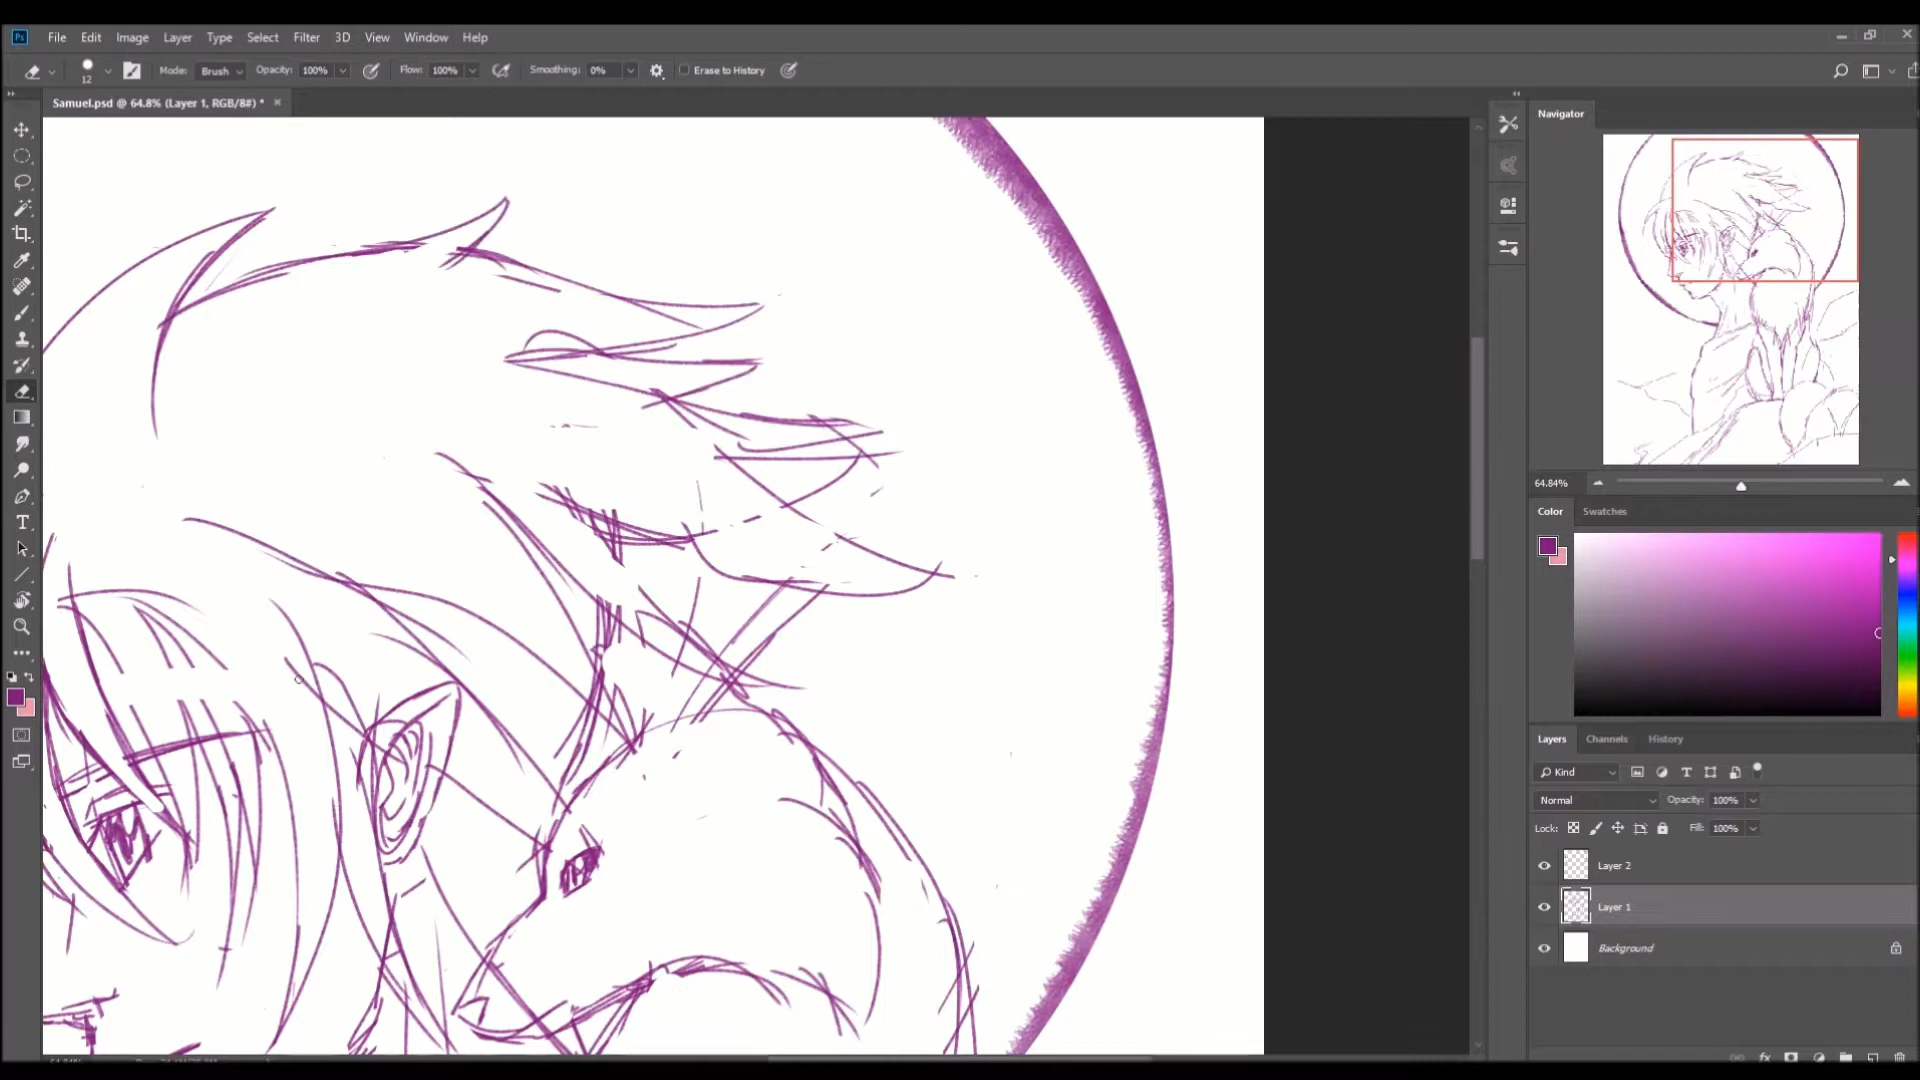 Ps File Edit Image Layer Type Select Filter 3D View Window Help
12 Mode: Brush Opacity: 100% Flow: 100% Smoothing: 0% Erase to History
Samuel.psd @ 64.8% (Layer 1, RGB/8#) *
Navigator
64.84%
Color Swatches
Layers Channels History
Kind
Normal Opacity: 100%
Lock: Fill: 100%
Layer 2
Layer 1
Background